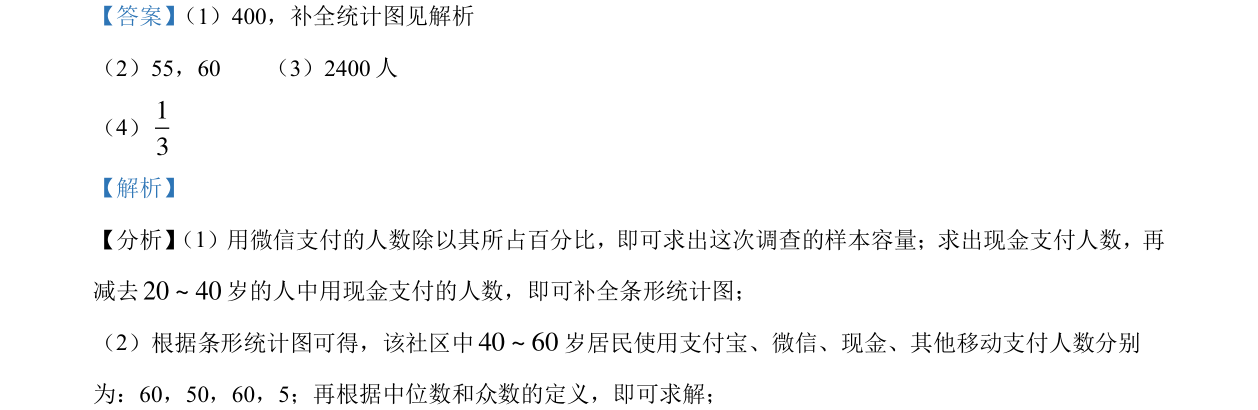 【答案】（1）400，补全统计图见解析
（2）55，60 （3）2400 人
（4）1/3
【解析】
【分析】（1）用微信支付的人数除以其所占百分比，即可求出这次调查的样本容量；求出现金支付人数，再
减去 20 ~ 40 岁的人中用现金支付的人数，即可补全条形统计图；
（2）根据条形统计图可得，该社区中 40 ~ 60 岁居民使用支付宝、微信、现金、其他移动支付人数分别
为：60，50，60，5；再根据中位数和众数的定义，即可求解；